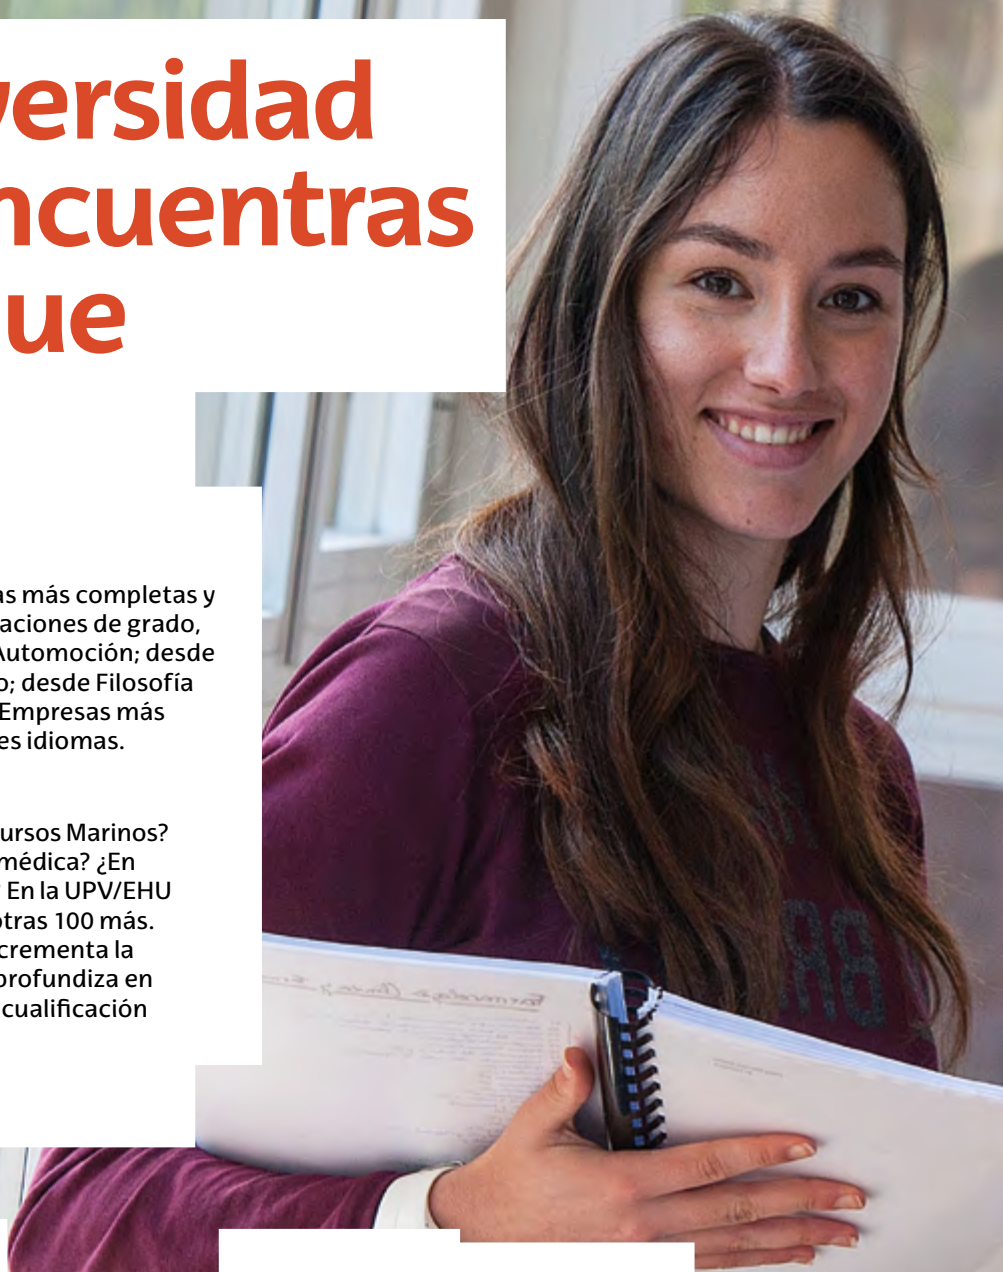 versidad
ncuentras
ue
as más completas y
aciones de grado,
Automoción; desde
o; desde Filosofía
Empresas más
es idiomas.
ursos Marinos?
médica? ¿En
En la UPV/EHU
otras 100 más.
crementa la
profundiza en
cualificación